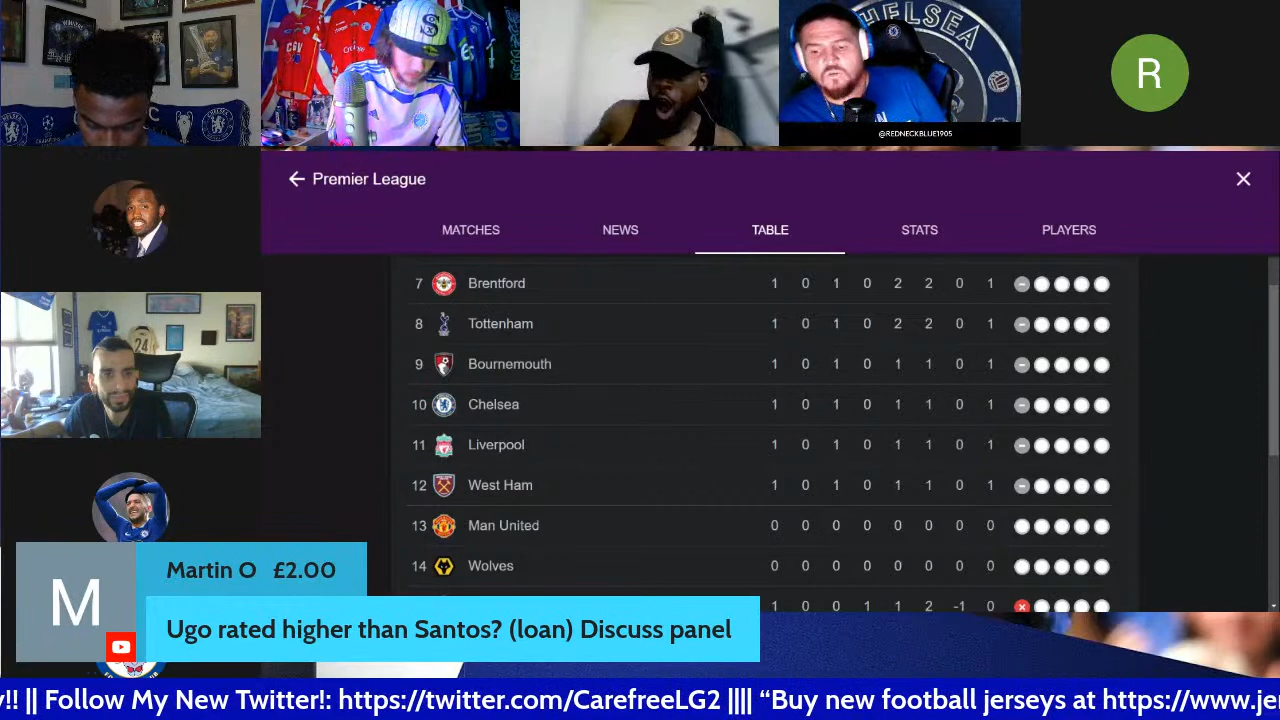 CHELSEA
@REDNECKBLUE1905
R
Premier League
MATCHES NEWS TABLE STATS PLAYERS
7 Brentford 1 0 1 0 2 2 0 1
8 Tottenham 1 0 1 0 2 2 0 1
9 Bournemouth 1 0 1 0 1 1 0 1
10 Chelsea 1 0 1 0 1 1 0 1
11 Liverpool 1 0 1 0 1 1 0 1
12 West Ham 1 0 1 0 1 1 0 1
13 Man United 0 0 0 0 0 0 0 0
14 Wolves 0 0 0 0 0 0 0 0
1 0 0 1 1 2 -1 0
24
M
Martin O £2.00
Ugo rated higher than Santos? (loan) Discuss panel
y!! || Follow My New Twitter!: https://twitter.com/CarefreeLG2 |||| “Buy new football jerseys at https://www.je